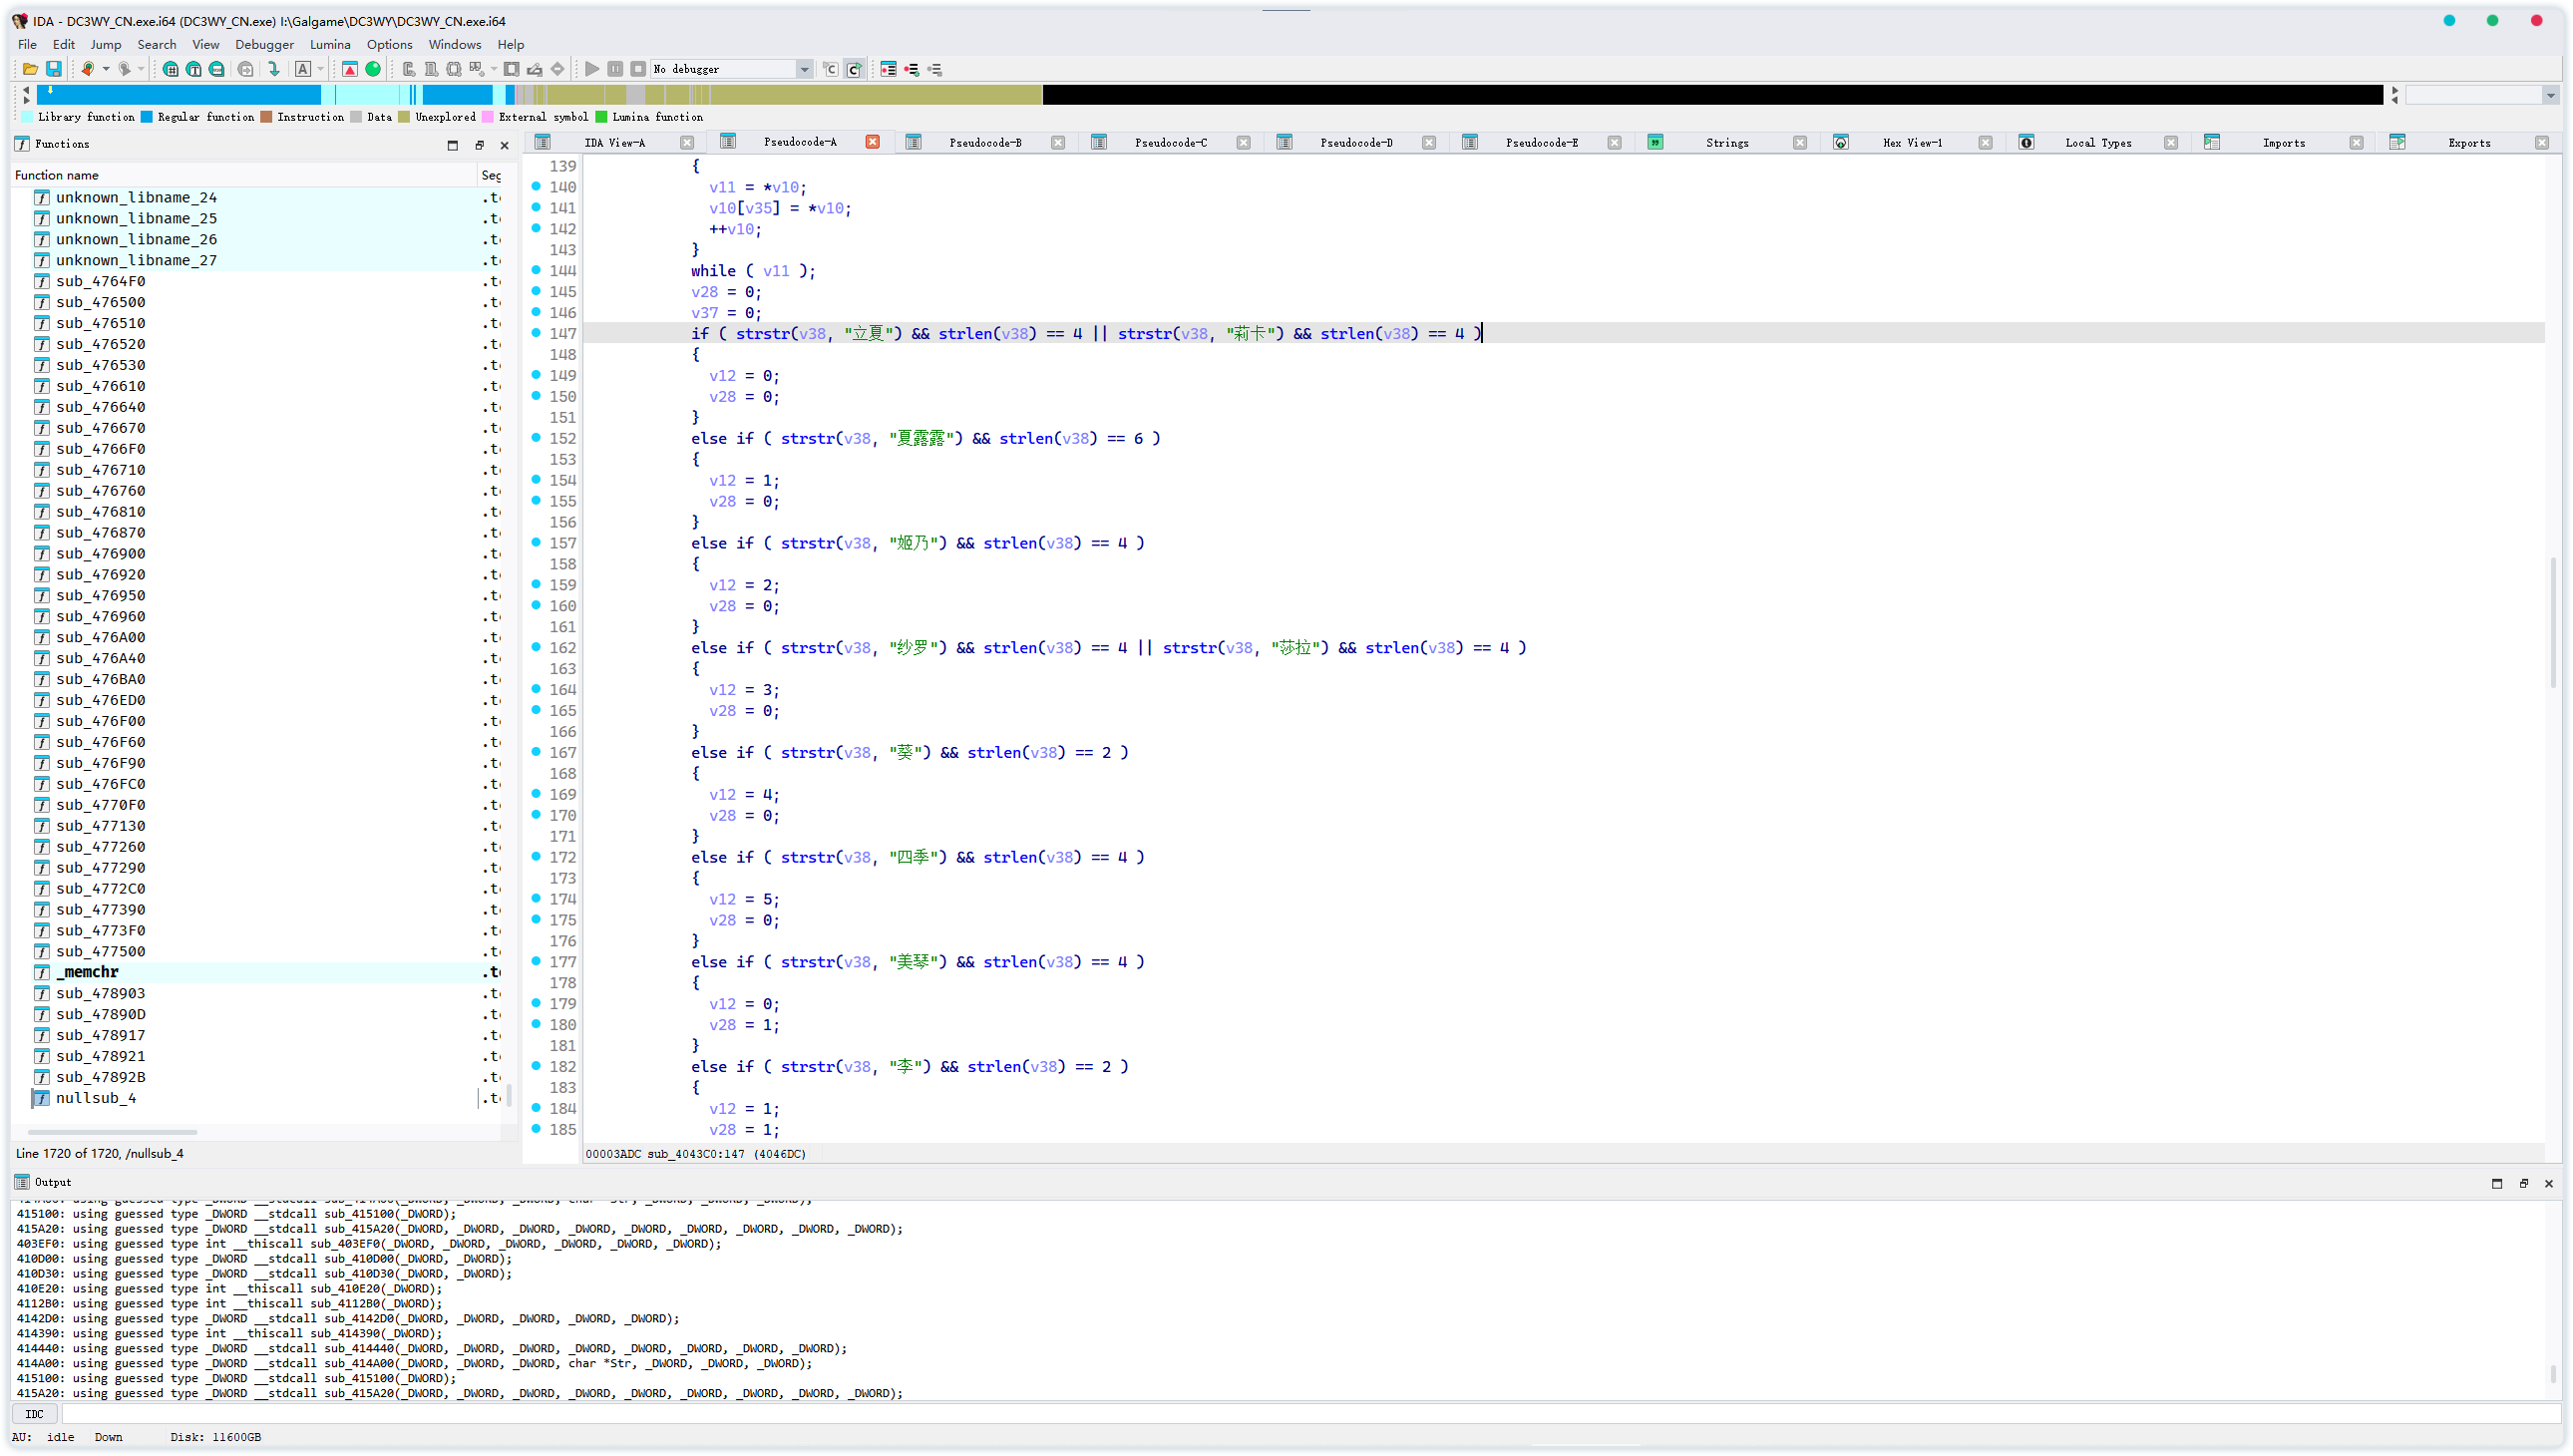 IDA - DC3WY_CN.exe.i64 (DC3WY_CN.exe) I:\Galgame\DC3WY\DC3WY_CN.exe.i64
File Edit Jump Search View Debugger Lumina Options Windows Help
No debugger
Library function Regular function Instruction Data Unexplored External symbol Lumina function
Functions
IDA View-A Pseudocode-A Pseudocode-B Pseudocode-C Pseudocode-D Pseudocode-E Strings Hex View-1 Local Types Imports Exports
Function name Seg
unknown_libname_24
unknown_libname_25
unknown_libname_26
unknown_libname_27
sub_4764F0
sub_476500
sub_476510
sub_476520
sub_476530
sub_476610
sub_476640
sub_476670
sub_4766F0
sub_476710
sub_476760
sub_476810
sub_476870
sub_476900
sub_476920
sub_476950
sub_476960
sub_476A00
sub_476A40
sub_476BA0
sub_476ED0
sub_476F00
sub_476F60
sub_476F90
sub_476FC0
sub_4770F0
sub_477130
sub_477260
sub_477290
sub_4772C0
sub_477390
sub_4773F0
sub_477500
_memchr
sub_478903
sub_47890D
sub_478917
sub_478921
sub_47892B
nullsub_4
Line 1720 of 1720, /nullsub_4
139 {
140 v11 = *v10;
141 v10[v35] = *v10;
142 ++v10;
143 }
144 while ( v11 );
145 v28 = 0;
146 v37 = 0;
147 if ( strstr(v38, "立夏") && strlen(v38) == 4 || strstr(v38, "莉卡") && strlen(v38) == 4 )
148 {
149 v12 = 0;
150 v28 = 0;
151 }
152 else if ( strstr(v38, "夏露露") && strlen(v38) == 6 )
153 {
154 v12 = 1;
155 v28 = 0;
156 }
157 else if ( strstr(v38, "姬乃") && strlen(v38) == 4 )
158 {
159 v12 = 2;
160 v28 = 0;
161 }
162 else if ( strstr(v38, "纱罗") && strlen(v38) == 4 || strstr(v38, "莎拉") && strlen(v38) == 4 )
163 {
164 v12 = 3;
165 v28 = 0;
166 }
167 else if ( strstr(v38, "葵") && strlen(v38) == 2 )
168 {
169 v12 = 4;
170 v28 = 0;
171 }
172 else if ( strstr(v38, "四季") && strlen(v38) == 4 )
173 {
174 v12 = 5;
175 v28 = 0;
176 }
177 else if ( strstr(v38, "美琴") && strlen(v38) == 4 )
178 {
179 v12 = 0;
180 v28 = 1;
181 }
182 else if ( strstr(v38, "李") && strlen(v38) == 2 )
183 {
184 v12 = 1;
185 v28 = 1;
00003ADC sub_4043C0:147 (4046DC)
Output
415100: using guessed type _DWORD __stdcall sub_415100(_DWORD);
415A20: using guessed type _DWORD __stdcall sub_415A20(_DWORD, _DWORD, _DWORD, _DWORD, _DWORD, _DWORD, _DWORD, _DWORD, _DWORD, _DWORD);
403EF0: using guessed type int __thiscall sub_403EF0(_DWORD, _DWORD, _DWORD, _DWORD, _DWORD, _DWORD);
410D00: using guessed type _DWORD __stdcall sub_410D00(_DWORD, _DWORD);
410D30: using guessed type _DWORD __stdcall sub_410D30(_DWORD, _DWORD);
410E20: using guessed type int __thiscall sub_410E20(_DWORD);
4112B0: using guessed type int __thiscall sub_4112B0(_DWORD);
4142D0: using guessed type _DWORD __stdcall sub_4142D0(_DWORD, _DWORD, _DWORD, _DWORD, _DWORD);
414390: using guessed type int __thiscall sub_414390(_DWORD);
414440: using guessed type _DWORD __stdcall sub_414440(_DWORD, _DWORD, _DWORD, _DWORD, _DWORD, _DWORD, _DWORD, _DWORD);
414A00: using guessed type _DWORD __stdcall sub_414A00(_DWORD, _DWORD, _DWORD, char *Str, _DWORD, _DWORD, _DWORD);
415100: using guessed type _DWORD __stdcall sub_415100(_DWORD);
415A20: using guessed type _DWORD __stdcall sub_415A20(_DWORD, _DWORD, _DWORD, _DWORD, _DWORD, _DWORD, _DWORD, _DWORD, _DWORD, _DWORD);
IDC
AU: idle Down Disk: 11600GB